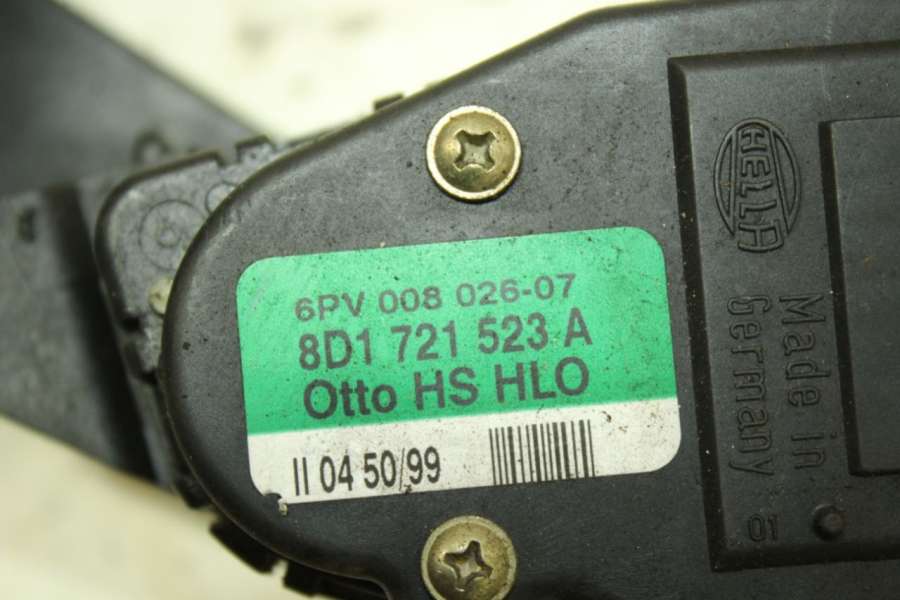 6PV 008 026-07
8D1 721 523 A
Otto HS HLO
II 04 50/99
HELLA
Made in
Germany 01